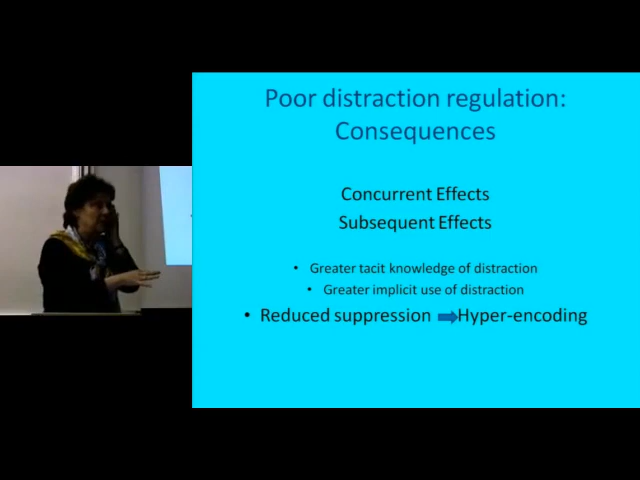 Poor distraction regulation:
Consequences
Concurrent Effects
Subsequent Effects
• Greater tacit knowledge of distraction
• Greater implicit use of distraction
• Reduced suppression Hyper-encoding